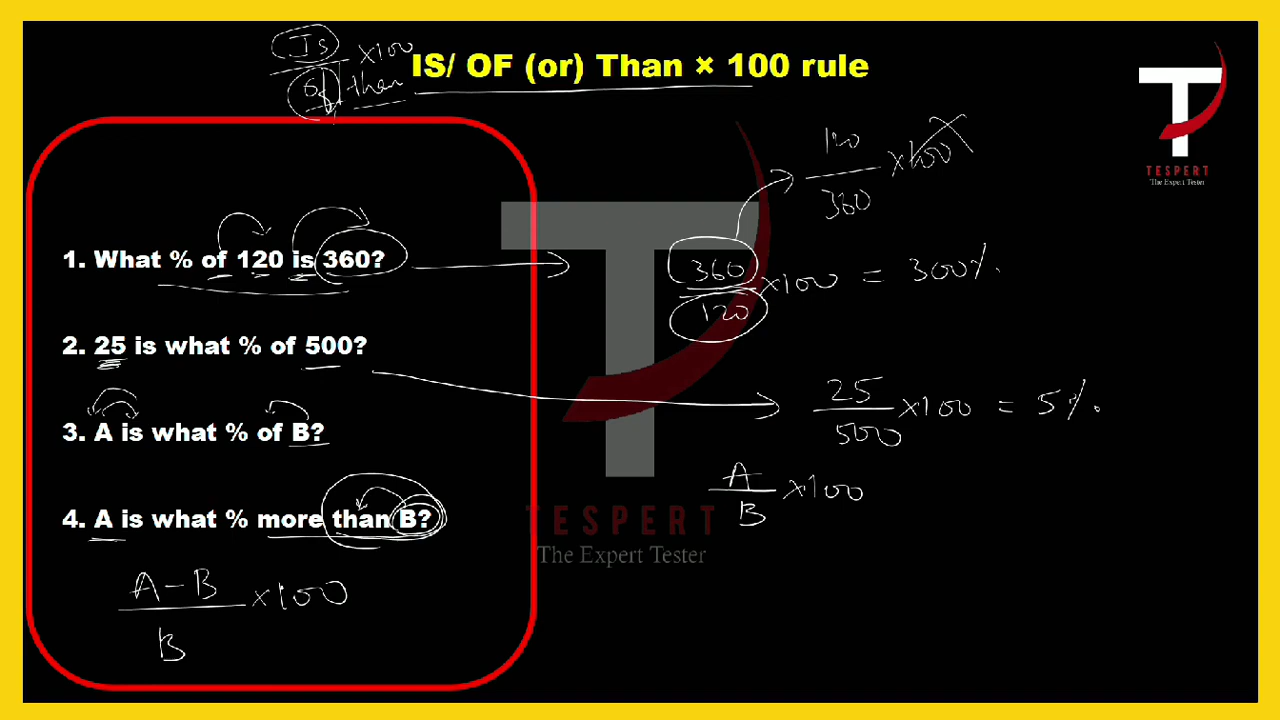 Is
Of than ×100
IS/ OF (or) Than × 100 rule
TESPERT
The Expert Tester
120
360 ×100
1. What % of 120 is 360?
360
120 ×100 = 300%.
2. 25 is what % of 500?
25
500 ×100 = 5%.
3. A is what % of B?
A
B ×100
4. A is what % more than B?
A-B
B ×100
TESPERT
The Expert Tester